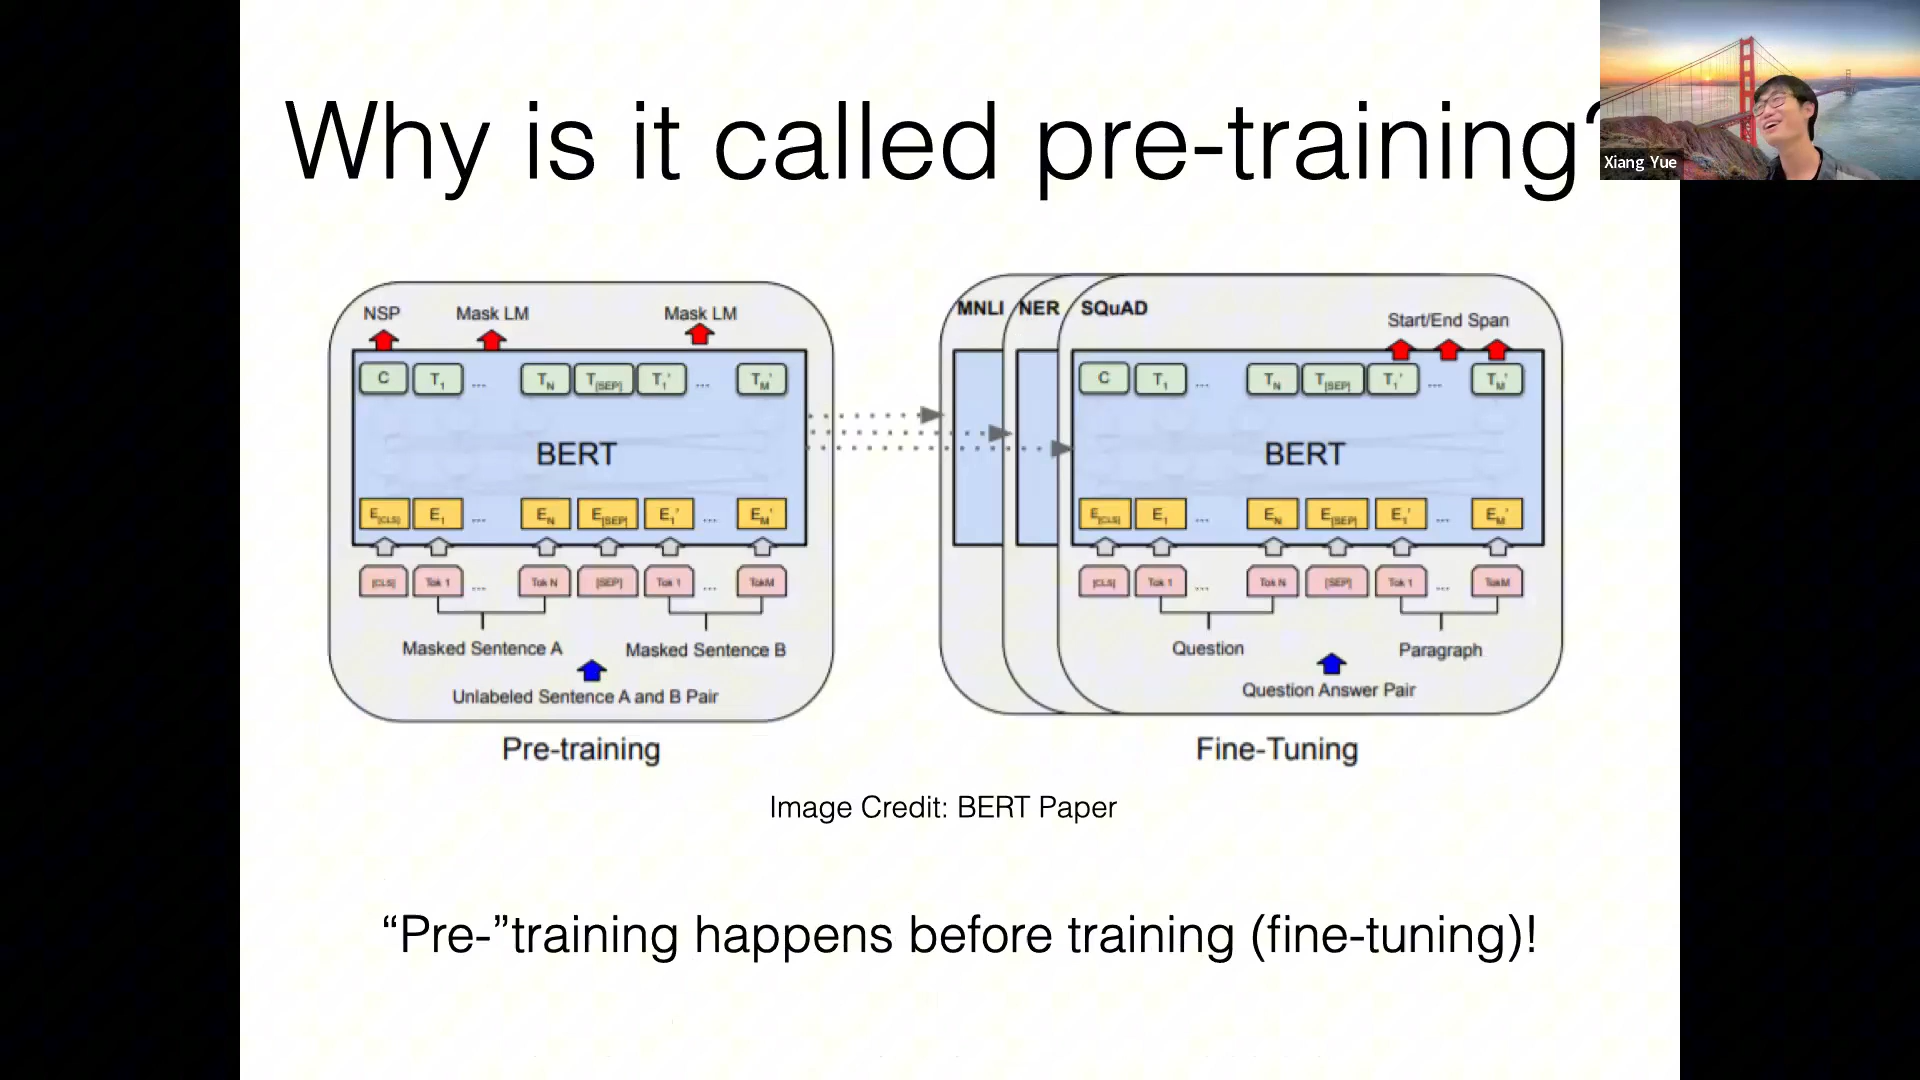 Why is it called pre-training?
Xiang Yue
NSP
Mask LM
Mask LM
C T1 ... TN T[SEP] T1' ... TM'
BERT
E[CLS] E1 ... EN E[SEP] E1' ... EM'
[CLS] Tok 1 ... Tok N [SEP] Tok 1 ... TokM
Masked Sentence A
Masked Sentence B
Unlabeled Sentence A and B Pair
Pre-training
MNLI
NER
SQuAD
Start/End Span
C T1 ... TN T[SEP] T1' ... TM'
BERT
E[CLS] E1 ... EN E[SEP] E1' ... EM'
[CLS] Tok 1 ... Tok N [SEP] Tok 1 ... TokM
Question
Paragraph
Question Answer Pair
Fine-Tuning
Image Credit: BERT Paper
“Pre-”training happens before training (fine-tuning)!